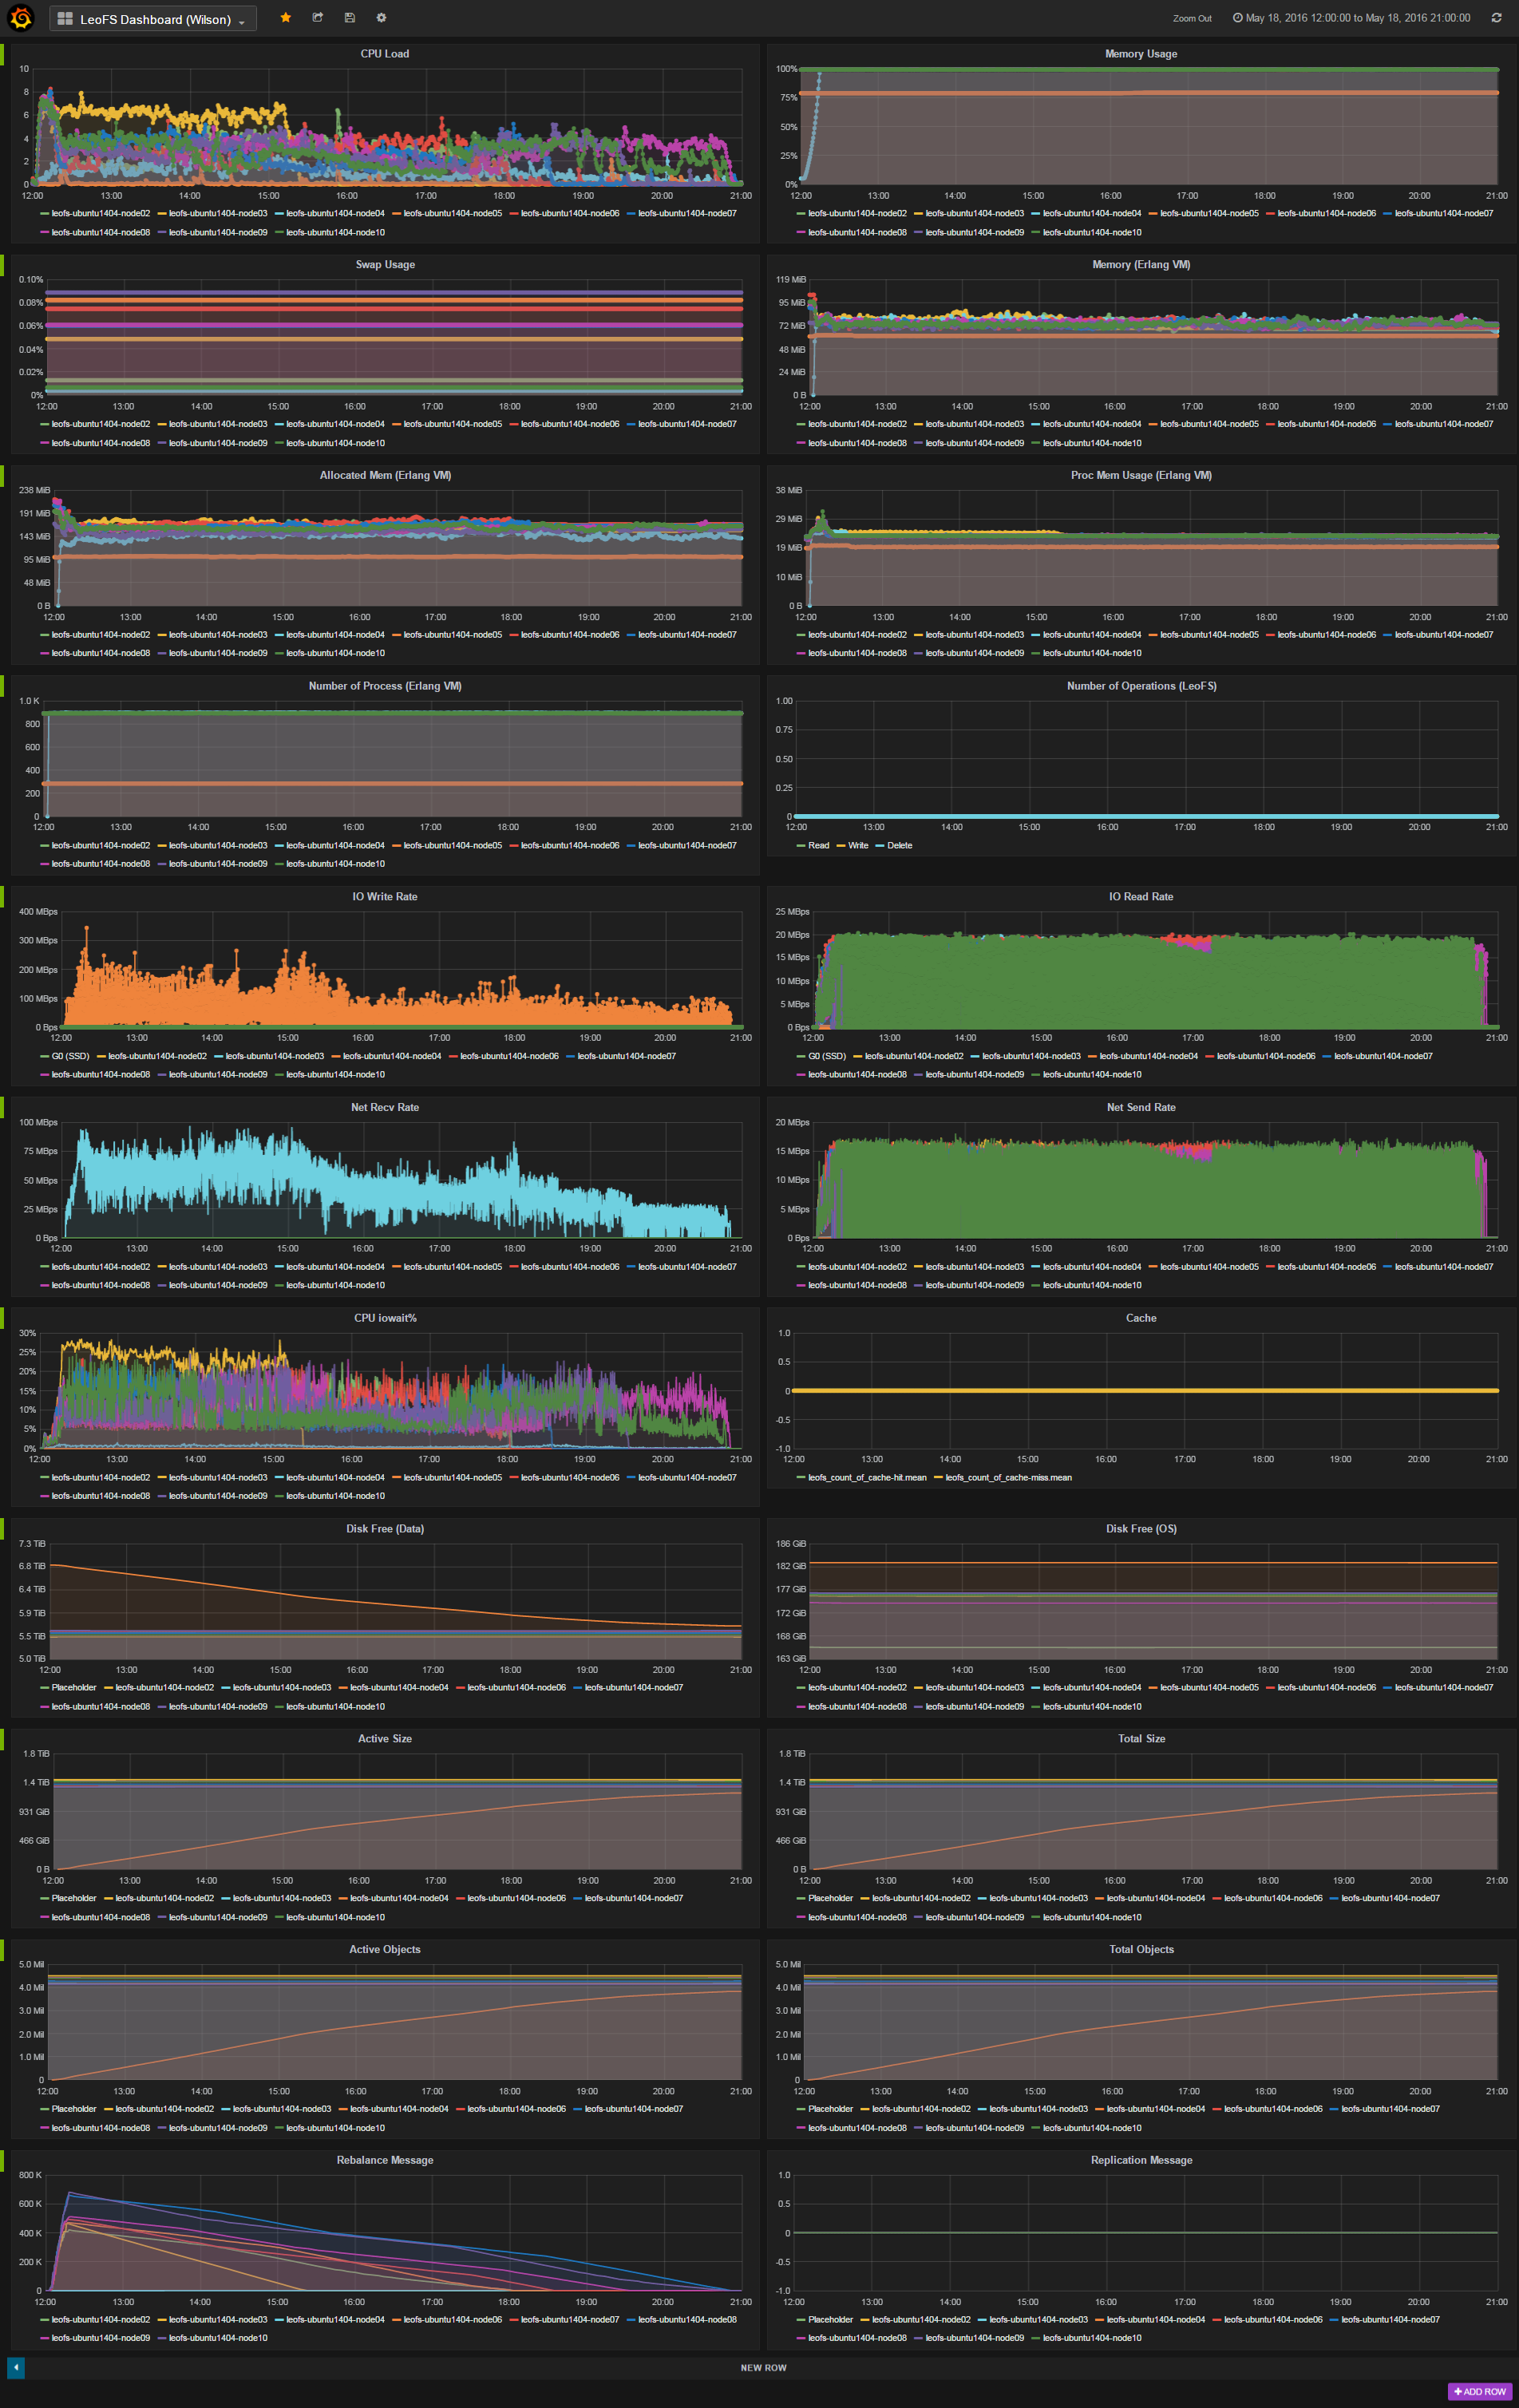 LeoFS Dashboard (Wilson)
Zoom Out
May 18, 2016 12:00:00 to May 18, 2016 21:00:00
CPU Load
10
8
6
4
2
0
12:00 13:00 14:00 15:00 16:00 17:00 18:00 19:00 20:00 21:00
leofs-ubuntu1404-node02 leofs-ubuntu1404-node03 leofs-ubuntu1404-node04 leofs-ubuntu1404-node05 leofs-ubuntu1404-node06 leofs-ubuntu1404-node07
leofs-ubuntu1404-node08 leofs-ubuntu1404-node09 leofs-ubuntu1404-node10
Memory Usage
100%
75%
50%
25%
0%
12:00 13:00 14:00 15:00 16:00 17:00 18:00 19:00 20:00 21:00
leofs-ubuntu1404-node02 leofs-ubuntu1404-node03 leofs-ubuntu1404-node04 leofs-ubuntu1404-node05 leofs-ubuntu1404-node06 leofs-ubuntu1404-node07
leofs-ubuntu1404-node08 leofs-ubuntu1404-node09 leofs-ubuntu1404-node10
Swap Usage
0.10%
0.08%
0.06%
0.04%
0.02%
0%
12:00 13:00 14:00 15:00 16:00 17:00 18:00 19:00 20:00 21:00
leofs-ubuntu1404-node02 leofs-ubuntu1404-node03 leofs-ubuntu1404-node04 leofs-ubuntu1404-node05 leofs-ubuntu1404-node06 leofs-ubuntu1404-node07
leofs-ubuntu1404-node08 leofs-ubuntu1404-node09 leofs-ubuntu1404-node10
Memory (Erlang VM)
119 MiB
95 MiB
72 MiB
48 MiB
24 MiB
0 B
12:00 13:00 14:00 15:00 16:00 17:00 18:00 19:00 20:00 21:00
leofs-ubuntu1404-node02 leofs-ubuntu1404-node03 leofs-ubuntu1404-node04 leofs-ubuntu1404-node05 leofs-ubuntu1404-node06 leofs-ubuntu1404-node07
leofs-ubuntu1404-node08 leofs-ubuntu1404-node09 leofs-ubuntu1404-node10
Allocated Mem (Erlang VM)
238 MiB
191 MiB
143 MiB
95 MiB
48 MiB
0 B
12:00 13:00 14:00 15:00 16:00 17:00 18:00 19:00 20:00 21:00
leofs-ubuntu1404-node02 leofs-ubuntu1404-node03 leofs-ubuntu1404-node04 leofs-ubuntu1404-node05 leofs-ubuntu1404-node06 leofs-ubuntu1404-node07
leofs-ubuntu1404-node08 leofs-ubuntu1404-node09 leofs-ubuntu1404-node10
Proc Mem Usage (Erlang VM)
38 MiB
29 MiB
19 MiB
10 MiB
0 B
12:00 13:00 14:00 15:00 16:00 17:00 18:00 19:00 20:00 21:00
leofs-ubuntu1404-node02 leofs-ubuntu1404-node03 leofs-ubuntu1404-node04 leofs-ubuntu1404-node05 leofs-ubuntu1404-node06 leofs-ubuntu1404-node07
leofs-ubuntu1404-node08 leofs-ubuntu1404-node09 leofs-ubuntu1404-node10
Number of Process (Erlang VM)
1.0 K
800
600
400
200
0
12:00 13:00 14:00 15:00 16:00 17:00 18:00 19:00 20:00 21:00
leofs-ubuntu1404-node02 leofs-ubuntu1404-node03 leofs-ubuntu1404-node04 leofs-ubuntu1404-node05 leofs-ubuntu1404-node06 leofs-ubuntu1404-node07
leofs-ubuntu1404-node08 leofs-ubuntu1404-node09 leofs-ubuntu1404-node10
Number of Operations (LeoFS)
1.00
0.75
0.50
0.25
0
12:00 13:00 14:00 15:00 16:00 17:00 18:00 19:00 20:00 21:00
Read Write Delete
IO Write Rate
400 MBps
300 MBps
200 MBps
100 MBps
0 Bps
12:00 13:00 14:00 15:00 16:00 17:00 18:00 19:00 20:00 21:00
G0 (SSD) leofs-ubuntu1404-node02 leofs-ubuntu1404-node03 leofs-ubuntu1404-node04 leofs-ubuntu1404-node06 leofs-ubuntu1404-node07
leofs-ubuntu1404-node08 leofs-ubuntu1404-node09 leofs-ubuntu1404-node10
IO Read Rate
25 MBps
20 MBps
15 MBps
10 MBps
5 MBps
0 Bps
12:00 13:00 14:00 15:00 16:00 17:00 18:00 19:00 20:00 21:00
G0 (SSD) leofs-ubuntu1404-node02 leofs-ubuntu1404-node03 leofs-ubuntu1404-node04 leofs-ubuntu1404-node06 leofs-ubuntu1404-node07
leofs-ubuntu1404-node08 leofs-ubuntu1404-node09 leofs-ubuntu1404-node10
Net Recv Rate
100 MBps
75 MBps
50 MBps
25 MBps
0 Bps
12:00 13:00 14:00 15:00 16:00 17:00 18:00 19:00 20:00 21:00
leofs-ubuntu1404-node02 leofs-ubuntu1404-node03 leofs-ubuntu1404-node04 leofs-ubuntu1404-node05 leofs-ubuntu1404-node06 leofs-ubuntu1404-node07
leofs-ubuntu1404-node08 leofs-ubuntu1404-node09 leofs-ubuntu1404-node10
Net Send Rate
20 MBps
15 MBps
10 MBps
5 MBps
0 Bps
12:00 13:00 14:00 15:00 16:00 17:00 18:00 19:00 20:00 21:00
leofs-ubuntu1404-node02 leofs-ubuntu1404-node03 leofs-ubuntu1404-node04 leofs-ubuntu1404-node05 leofs-ubuntu1404-node06 leofs-ubuntu1404-node07
leofs-ubuntu1404-node08 leofs-ubuntu1404-node09 leofs-ubuntu1404-node10
CPU iowait%
30%
25%
20%
15%
10%
5%
0%
12:00 13:00 14:00 15:00 16:00 17:00 18:00 19:00 20:00 21:00
leofs-ubuntu1404-node02 leofs-ubuntu1404-node03 leofs-ubuntu1404-node04 leofs-ubuntu1404-node05 leofs-ubuntu1404-node06 leofs-ubuntu1404-node07
leofs-ubuntu1404-node08 leofs-ubuntu1404-node09 leofs-ubuntu1404-node10
Cache
1.0
0.5
0
-0.5
-1.0
12:00 13:00 14:00 15:00 16:00 17:00 18:00 19:00 20:00 21:00
leofs_count_of_cache-hit.mean leofs_count_of_cache-miss.mean
Disk Free (Data)
7.3 TiB
6.8 TiB
6.4 TiB
5.9 TiB
5.5 TiB
5.0 TiB
12:00 13:00 14:00 15:00 16:00 17:00 18:00 19:00 20:00 21:00
Placeholder leofs-ubuntu1404-node02 leofs-ubuntu1404-node03 leofs-ubuntu1404-node04 leofs-ubuntu1404-node06 leofs-ubuntu1404-node07
leofs-ubuntu1404-node08 leofs-ubuntu1404-node09 leofs-ubuntu1404-node10
Disk Free (OS)
186 GiB
182 GiB
177 GiB
172 GiB
168 GiB
163 GiB
12:00 13:00 14:00 15:00 16:00 17:00 18:00 19:00 20:00 21:00
leofs-ubuntu1404-node02 leofs-ubuntu1404-node03 leofs-ubuntu1404-node04 leofs-ubuntu1404-node05 leofs-ubuntu1404-node06 leofs-ubuntu1404-node07
leofs-ubuntu1404-node08 leofs-ubuntu1404-node09 leofs-ubuntu1404-node10
Active Size
1.8 TiB
1.4 TiB
931 GiB
466 GiB
0 B
12:00 13:00 14:00 15:00 16:00 17:00 18:00 19:00 20:00 21:00
Placeholder leofs-ubuntu1404-node02 leofs-ubuntu1404-node03 leofs-ubuntu1404-node04 leofs-ubuntu1404-node06 leofs-ubuntu1404-node07
leofs-ubuntu1404-node08 leofs-ubuntu1404-node09 leofs-ubuntu1404-node10
Total Size
1.8 TiB
1.4 TiB
931 GiB
466 GiB
0 B
12:00 13:00 14:00 15:00 16:00 17:00 18:00 19:00 20:00 21:00
Placeholder leofs-ubuntu1404-node02 leofs-ubuntu1404-node03 leofs-ubuntu1404-node04 leofs-ubuntu1404-node06 leofs-ubuntu1404-node07
leofs-ubuntu1404-node08 leofs-ubuntu1404-node09 leofs-ubuntu1404-node10
Active Objects
5.0 Mil
4.0 Mil
3.0 Mil
2.0 Mil
1.0 Mil
0
12:00 13:00 14:00 15:00 16:00 17:00 18:00 19:00 20:00 21:00
Placeholder leofs-ubuntu1404-node02 leofs-ubuntu1404-node03 leofs-ubuntu1404-node04 leofs-ubuntu1404-node06 leofs-ubuntu1404-node07
leofs-ubuntu1404-node08 leofs-ubuntu1404-node09 leofs-ubuntu1404-node10
Total Objects
5.0 Mil
4.0 Mil
3.0 Mil
2.0 Mil
1.0 Mil
0
12:00 13:00 14:00 15:00 16:00 17:00 18:00 19:00 20:00 21:00
Placeholder leofs-ubuntu1404-node02 leofs-ubuntu1404-node03 leofs-ubuntu1404-node04 leofs-ubuntu1404-node06 leofs-ubuntu1404-node07
leofs-ubuntu1404-node08 leofs-ubuntu1404-node09 leofs-ubuntu1404-node10
Rebalance Message
800 K
600 K
400 K
200 K
0
12:00 13:00 14:00 15:00 16:00 17:00 18:00 19:00 20:00 21:00
leofs-ubuntu1404-node02 leofs-ubuntu1404-node03 leofs-ubuntu1404-node04 leofs-ubuntu1404-node06 leofs-ubuntu1404-node07 leofs-ubuntu1404-node08
leofs-ubuntu1404-node09 leofs-ubuntu1404-node10
Replication Message
1.0
0.5
0
-0.5
-1.0
12:00 13:00 14:00 15:00 16:00 17:00 18:00 19:00 20:00 21:00
Placeholder leofs-ubuntu1404-node02 leofs-ubuntu1404-node03 leofs-ubuntu1404-node04 leofs-ubuntu1404-node06 leofs-ubuntu1404-node07
leofs-ubuntu1404-node08 leofs-ubuntu1404-node09 leofs-ubuntu1404-node10
NEW ROW
ADD ROW